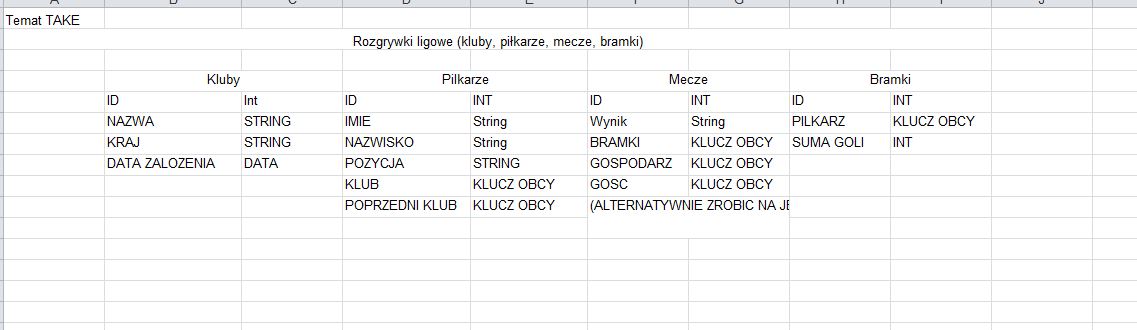 Temat TAKE
Rozgrywki ligowe (kluby, piłkarze, mecze, bramki)
Kluby Pilkarze Mecze Bramki
ID Int ID INT ID INT ID INT
NAZWA STRING IMIE String Wynik String PILKARZ KLUCZ OBCY
KRAJ STRING NAZWISKO String BRAMKI KLUCZ OBCY SUMA GOLI INT
DATA ZALOZENIA DATA POZYCJA STRING GOSPODARZ KLUCZ OBCY
KLUB KLUCZ OBCY GOSC KLUCZ OBCY
POPRZEDNI KLUB KLUCZ OBCY (ALTERNATYWNIE ZROBIC NA